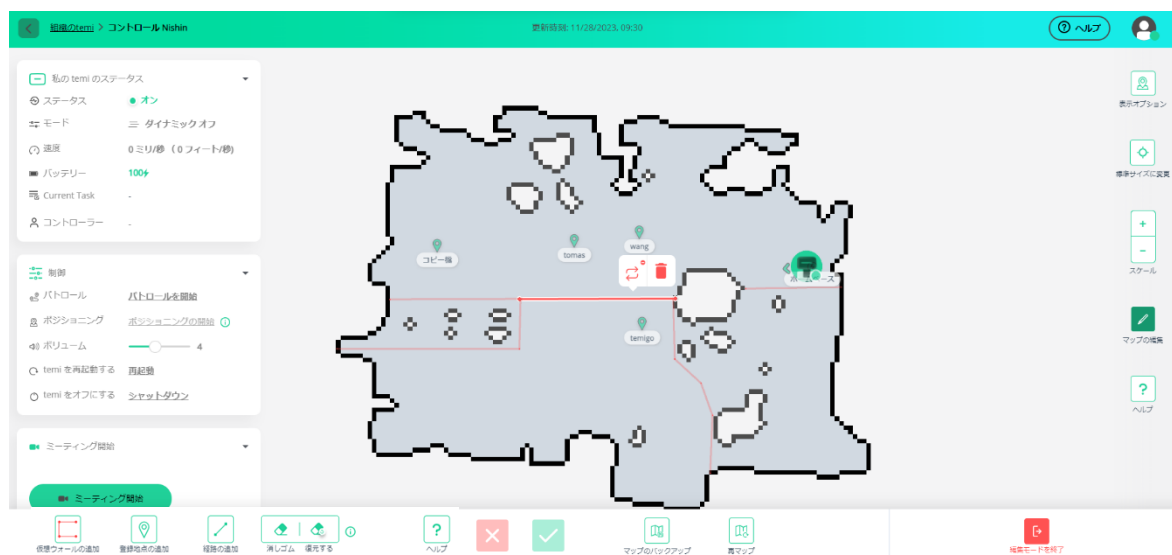 組織のtemi > コントロール Nishin
更新時刻: 11/28/2023, 09:30
ヘルプ
私の temi のステータス
ステータス オン
モード ダイナミック オフ
速度 0 ミリ/秒 （0 フィート/秒)
バッテリー 100
Current Task -
コントローラー -
制御
パトロール パトロールを開始
ポジショニング ポジショニングの開始
ボリューム 4
temi を再起動する 再起動
temi をオフにする シャットダウン
ミーティング開始
ミーティング開始
コピー機
tomas
wang
ホームベース
temigo
表示オプション
標準サイズに変更
+
-
スケール
マップの編集
?
ヘルプ
仮想ウォールの追加
登録地点の追加
経路の追加
消しゴム 復元する
ヘルプ
マップのバックアップ
再マップ
編集モードを終了